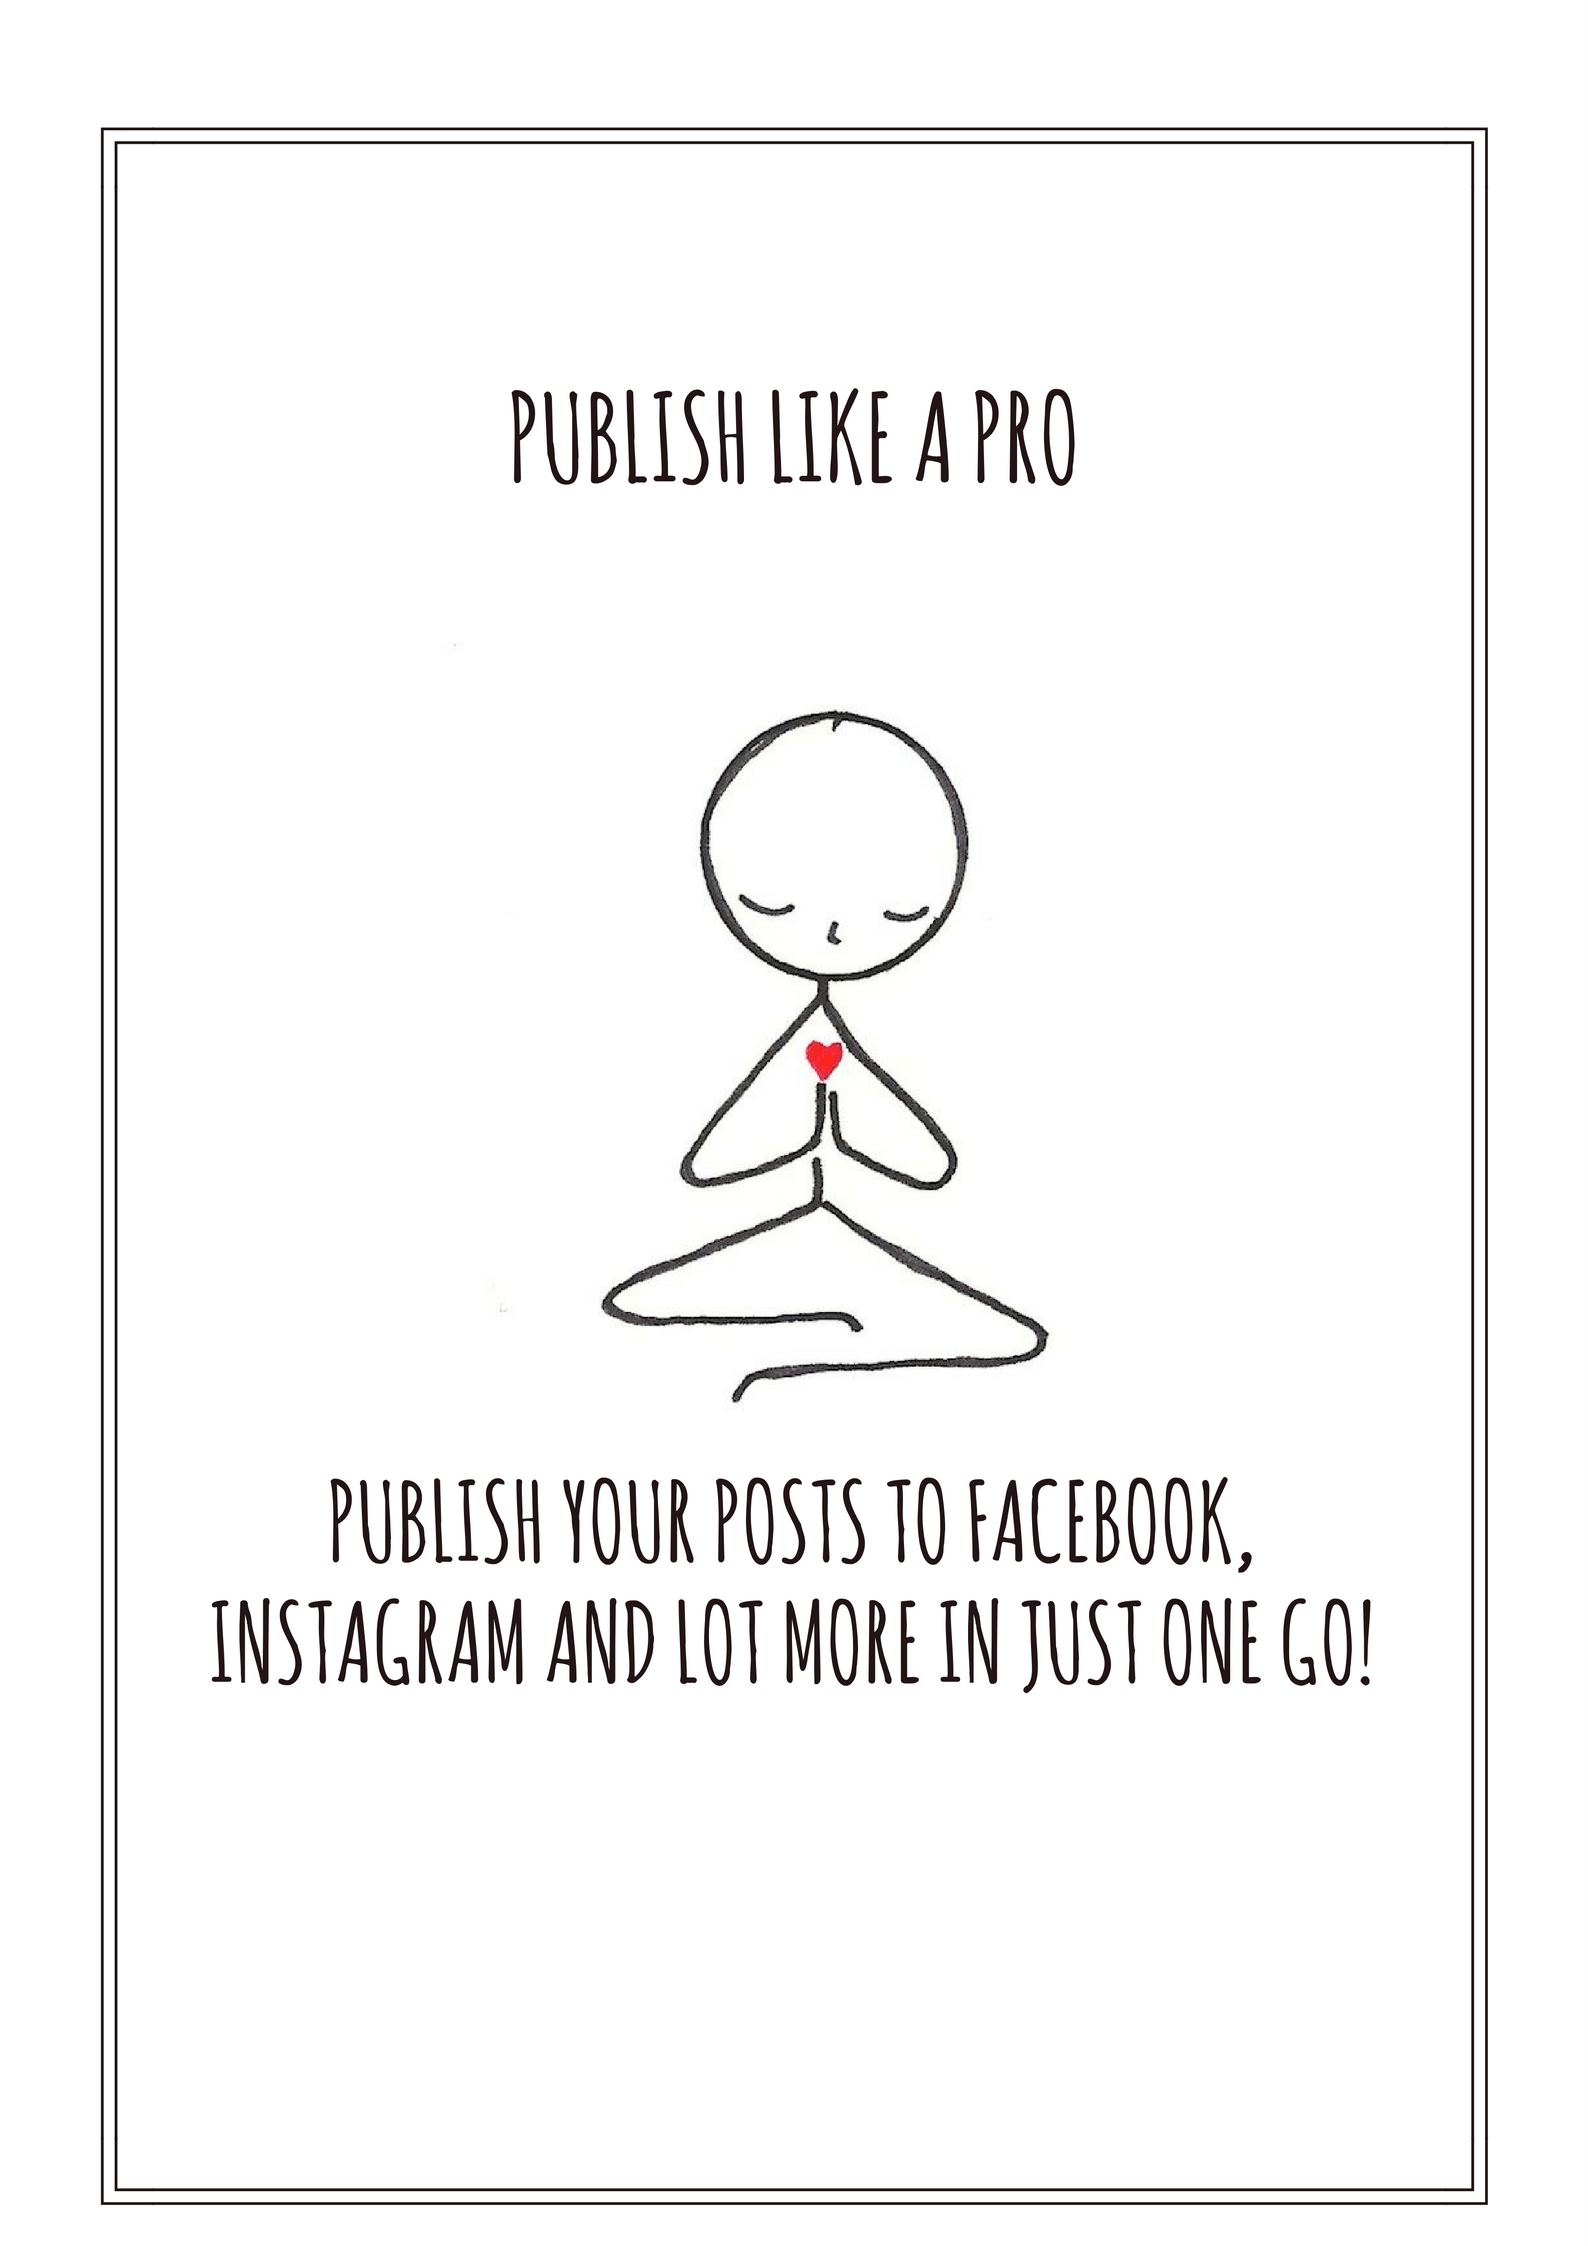 PUBLISH LIKE A PRO
PUBLISH YOUR POSTS TO FACEBOOK,
INSTAGRAM AND LOT MORE IN JUST ONE GO!